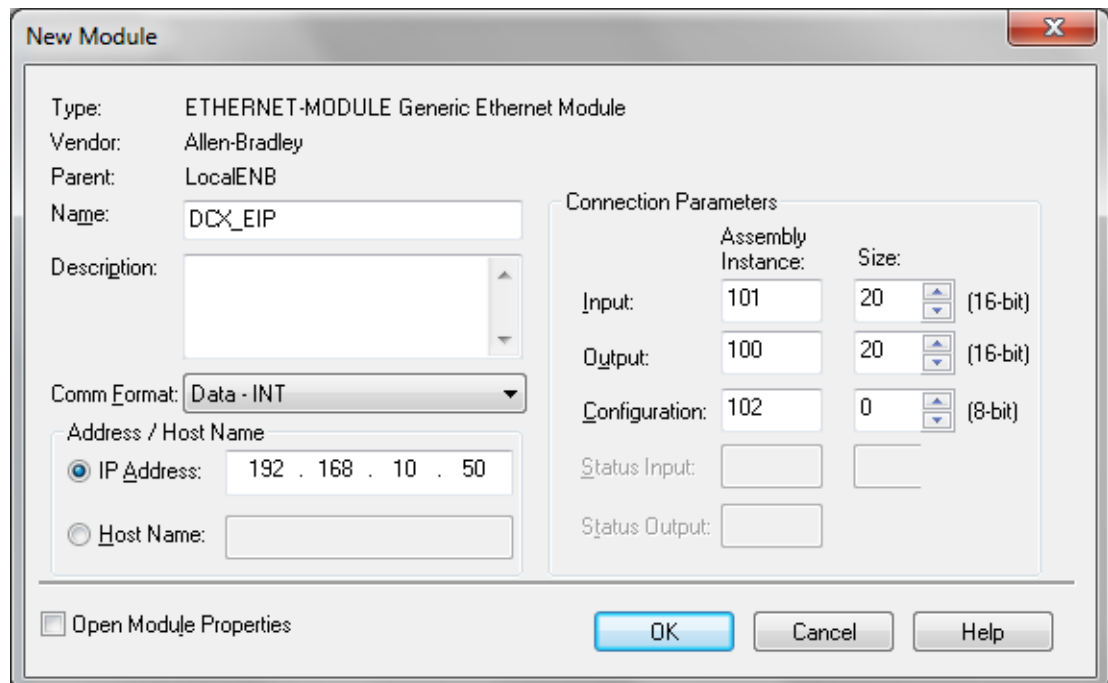 New Module
Type: ETHERNET-MODULE Generic Ethernet Module
Vendor: Allen-Bradley
Parent: LocalENB
Name: DCX_EIP
Description:
Comm Format: Data - INT
Address / Host Name
IP Address: 192 . 168 . 10 . 50
Host Name:
Connection Parameters
Assembly
Instance: Size:
Input: 101 20 (16-bit)
Output: 100 20 (16-bit)
Configuration: 102 0 (8-bit)
Status Input:
Status Output:
Open Module Properties
OK Cancel Help